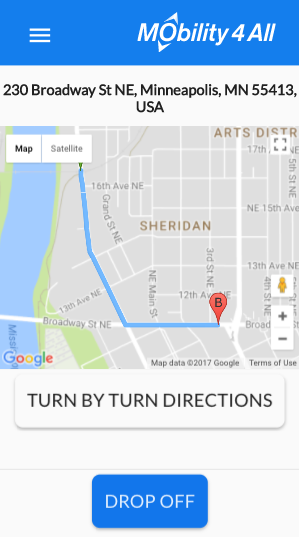 MObility 4 All
230 Broadway St NE, Minneapolis, MN 55413,
USA
Map
Satellite
ARTS DISTR
17th Ave
16th Ave NE
NE 15th Ave
SHERIDAN
Grand St NE
3rd St NE
4th St NE
5th St NE
NE Main St
12th Ave NE
B
13th Ave NE
Broadway St NE
Broadway St NE
Google
Map data ©2017 Google
Terms of Use
TURN BY TURN DIRECTIONS
DROP OFF